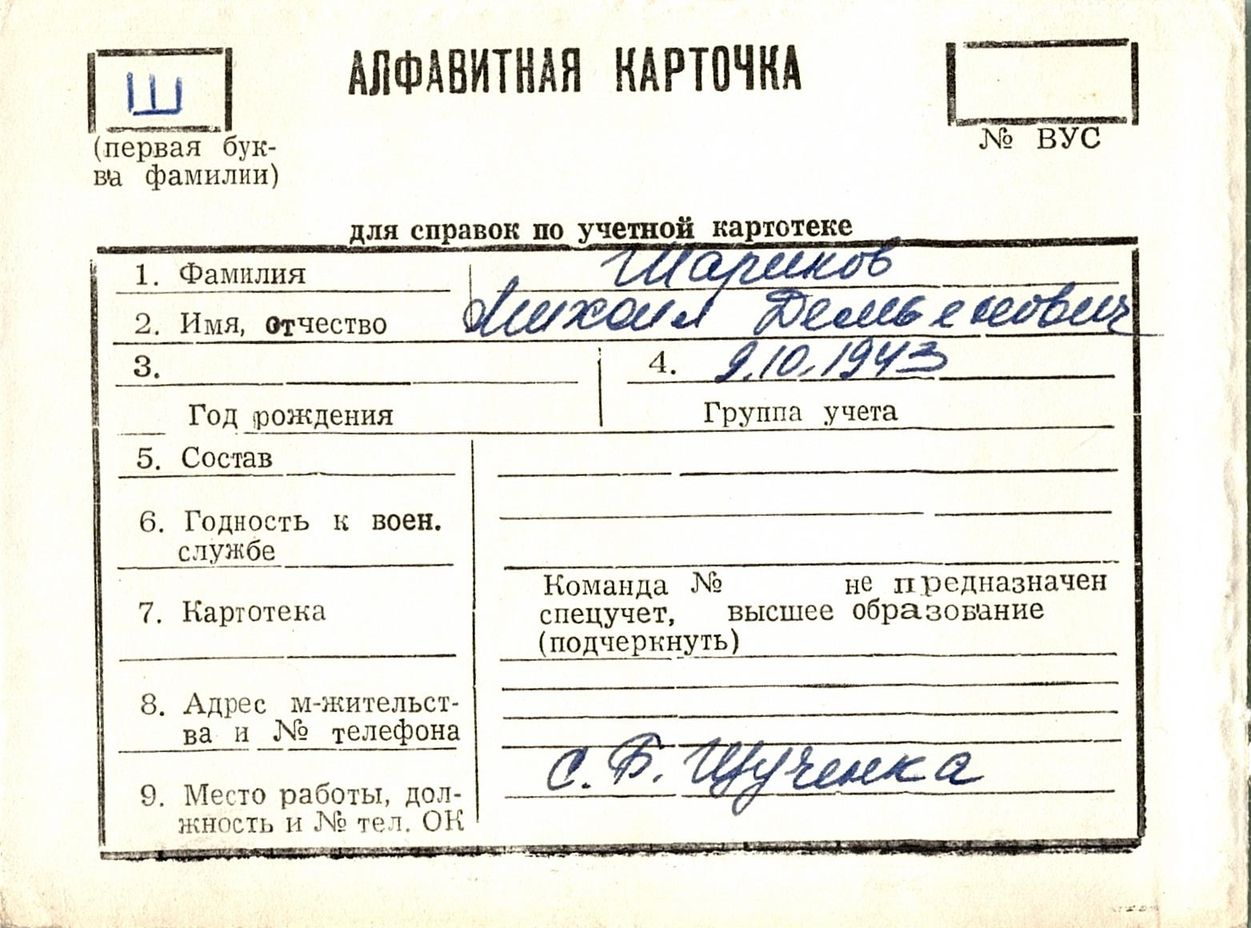 АЛФАВИТНАЯ КАРТОЧКА
Ш
(первая бук-
ва фамилии)
№ ВУС
для справок по учетной картотеке
1. Фамилия Шариков
2. Имя, отчество Михаил Демьянович
3. 4. 9.10.1943
Год рождения Группа учета
5. Состав
6. Годность к воен.
службе
7. Картотека
Команда № не предназначен
спецучет, высшее образование
(подчеркнуть)
8. Адрес м-жительст-
ва и № телефона
С. Б. Щученка
9. Место работы, дол-
жность и № тел. ОК